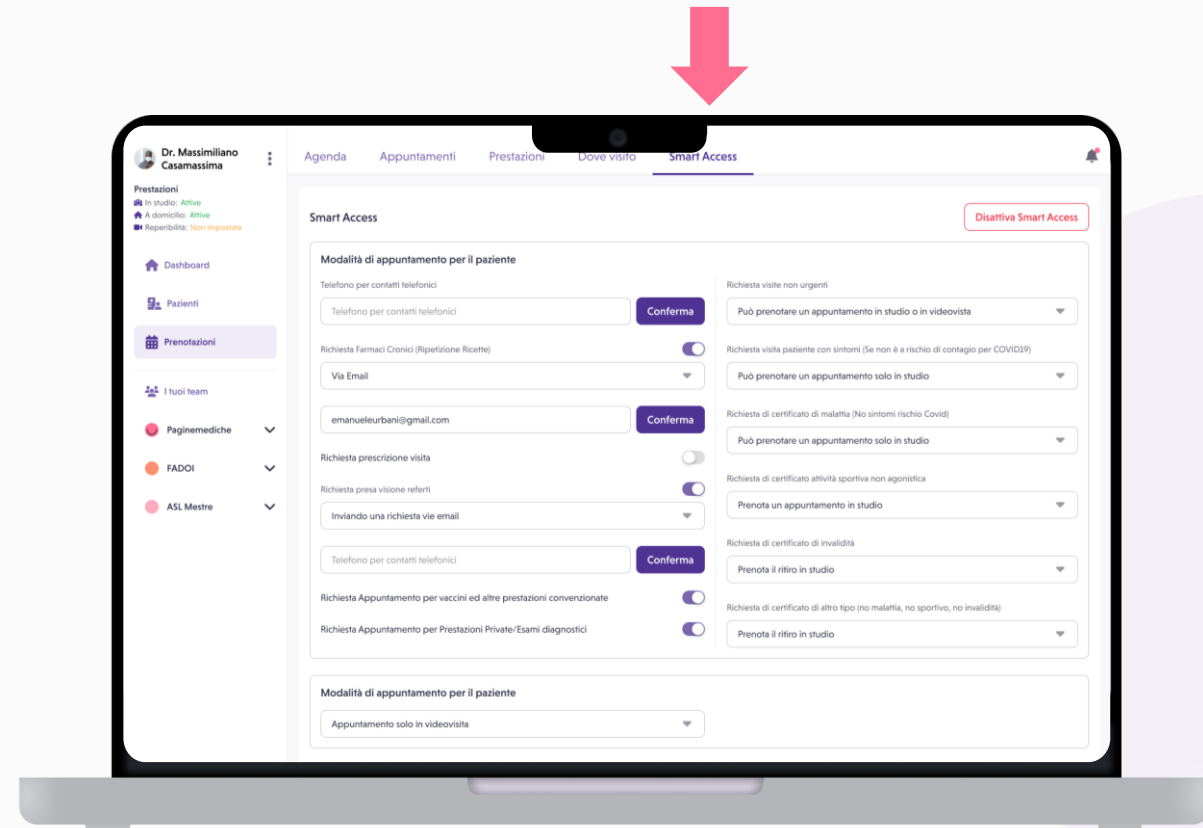 Dr. Massimiliano
Casamassima
Prestazioni
In studio: Attive
A domicilio: Attive
Reperibilità: Non impostata
Dashboard
Pazienti
Prenotazioni
I tuoi team
Paginemediche
FADOI
ASL Mestre
Agenda
Appuntamenti
Prestazioni
Dove visito
Smart Access
Smart Access
Disattiva Smart Access
Modalità di appuntamento per il paziente
Telefono per contatti telefonici
Telefono per contatti telefonici
Conferma
Richiesta Farmaci Cronici (Ripetizione Ricette)
Via Email
emanueleurbani@gmail.com
Conferma
Richiesta prescrizione visita
Richiesta presa visione referti
Inviando una richiesta vie email
Telefono per contatti telefonici
Conferma
Richiesta Appuntamento per vaccini ed altre prestazioni convenzionate
Richiesta Appuntamento per Prestazioni Private/Esami diagnostici
Richiesta visite non urgenti
Può prenotare un appuntamento in studio o in videovista
Richiesta visita paziente con sintomi (Se non è a rischio di contagio per COVID19)
Può prenotare un appuntamento solo in studio
Richiesta di certificato di malattia (No sintomi rischio Covid)
Può prenotare un appuntamento solo in studio
Richiesta di certificato attività sportiva non agonistica
Prenota un appuntamento in studio
Richiesta di certificato di invalidità
Prenota il ritiro in studio
Richiesta di certificato di altro tipo (no malattia, no sportivo, no invalidità)
Prenota il ritiro in studio
Modalità di appuntamento per il paziente
Appuntamento solo in videovisita